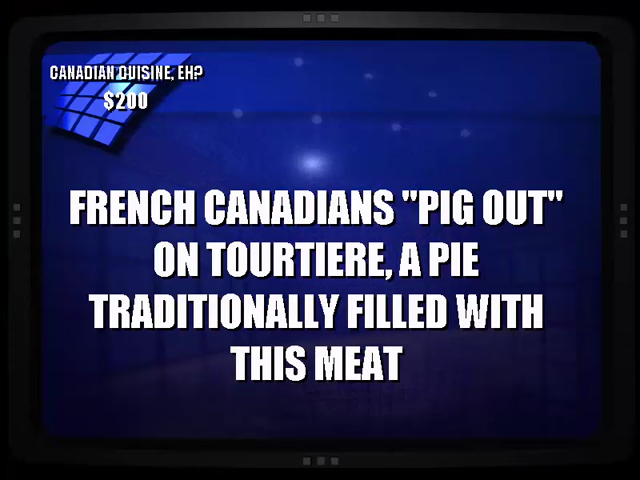 CANADIAN CUISINE, EH?
$200
FRENCH CANADIANS "PIG OUT"
ON TOURTIERE, A PIE
TRADITIONALLY FILLED WITH
THIS MEAT